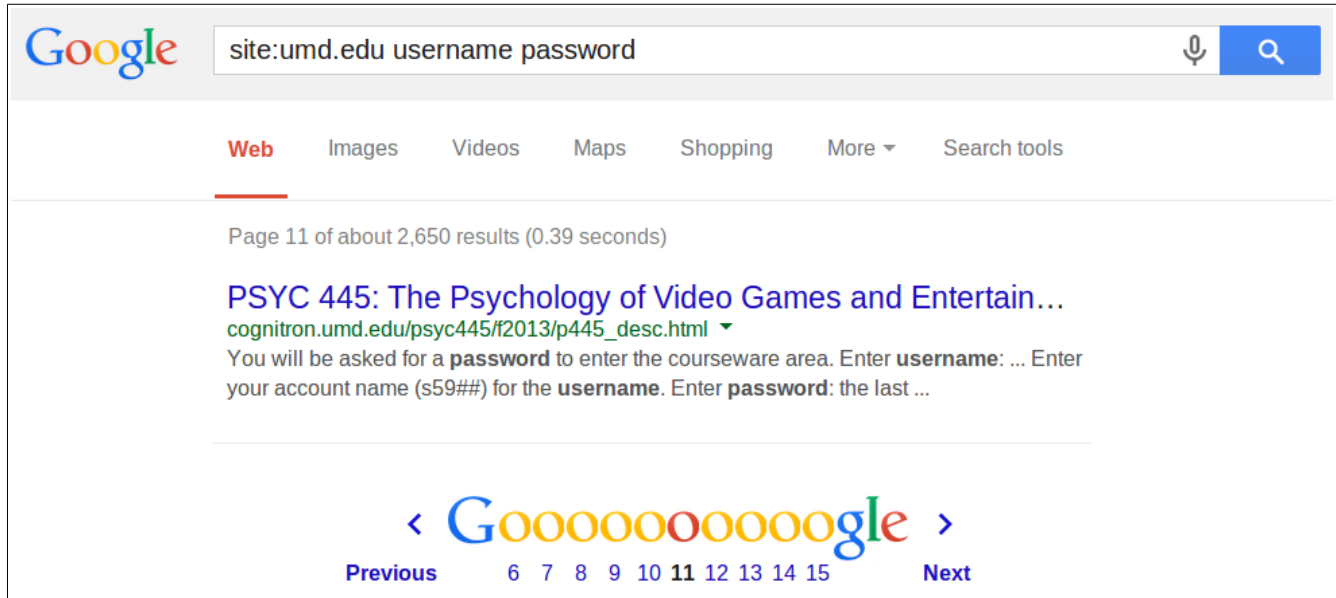 Google site:umd.edu username password
Web Images Videos Maps Shopping More Search tools
Page 11 of about 2,650 results (0.39 seconds)
PSYC 445: The Psychology of Video Games and Entertain...
cognitron.umd.edu/psyc445/f2013/p445_desc.html
You will be asked for a password to enter the courseware area. Enter username: ... Enter
your account name (s59##) for the username. Enter password: the last ...
Goooooooooogle
Previous 6 7 8 9 10 11 12 13 14 15 Next